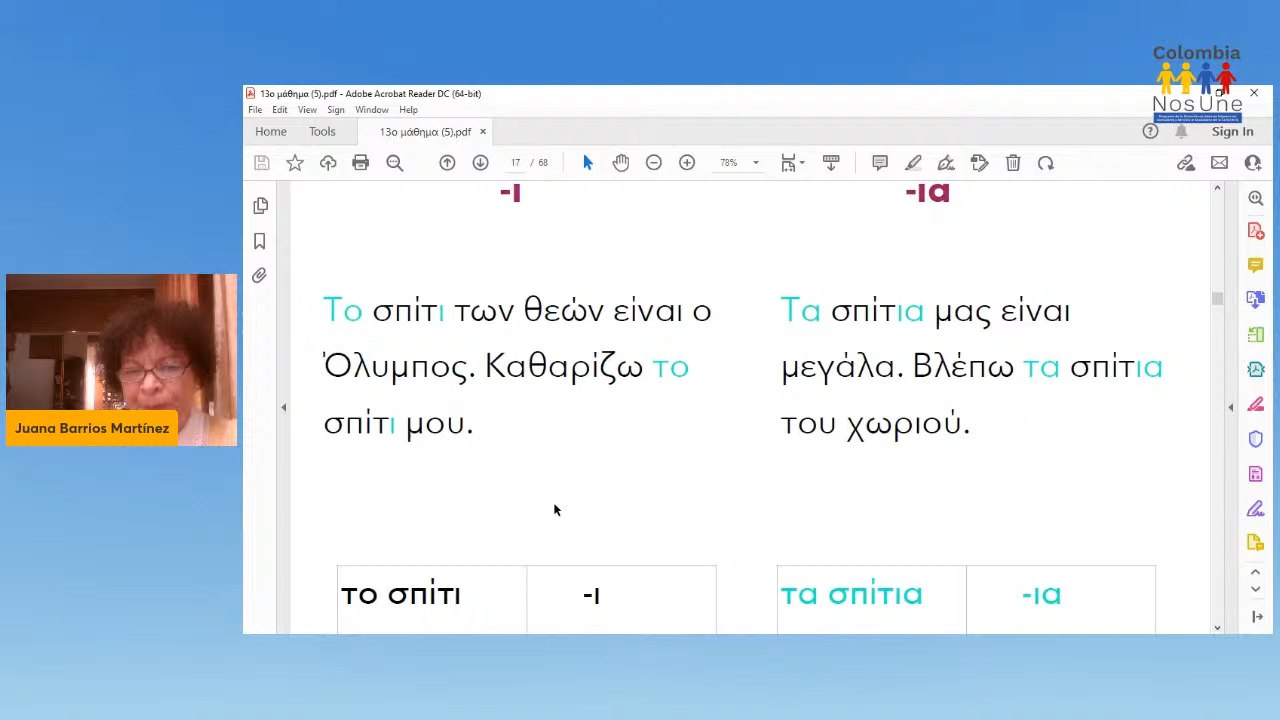 Colombia
NosUne
13ο μάθημα (5).pdf - Adobe Acrobat Reader DC (64-bit)
File Edit View Sign Window Help
Home Tools 13ο μάθημα (5).pdf × Sign In
17 / 68 78%
-ι -ια
Το σπίτι των θεών είναι ο
Όλυμπος. Καθαρίζω το
σπίτι μου.
Τα σπίτια μας είναι
μεγάλα. Βλέπω τα σπίτια
του χωριού.
Juana Barrios Martínez
το σπίτι -ι τα σπίτια -ια